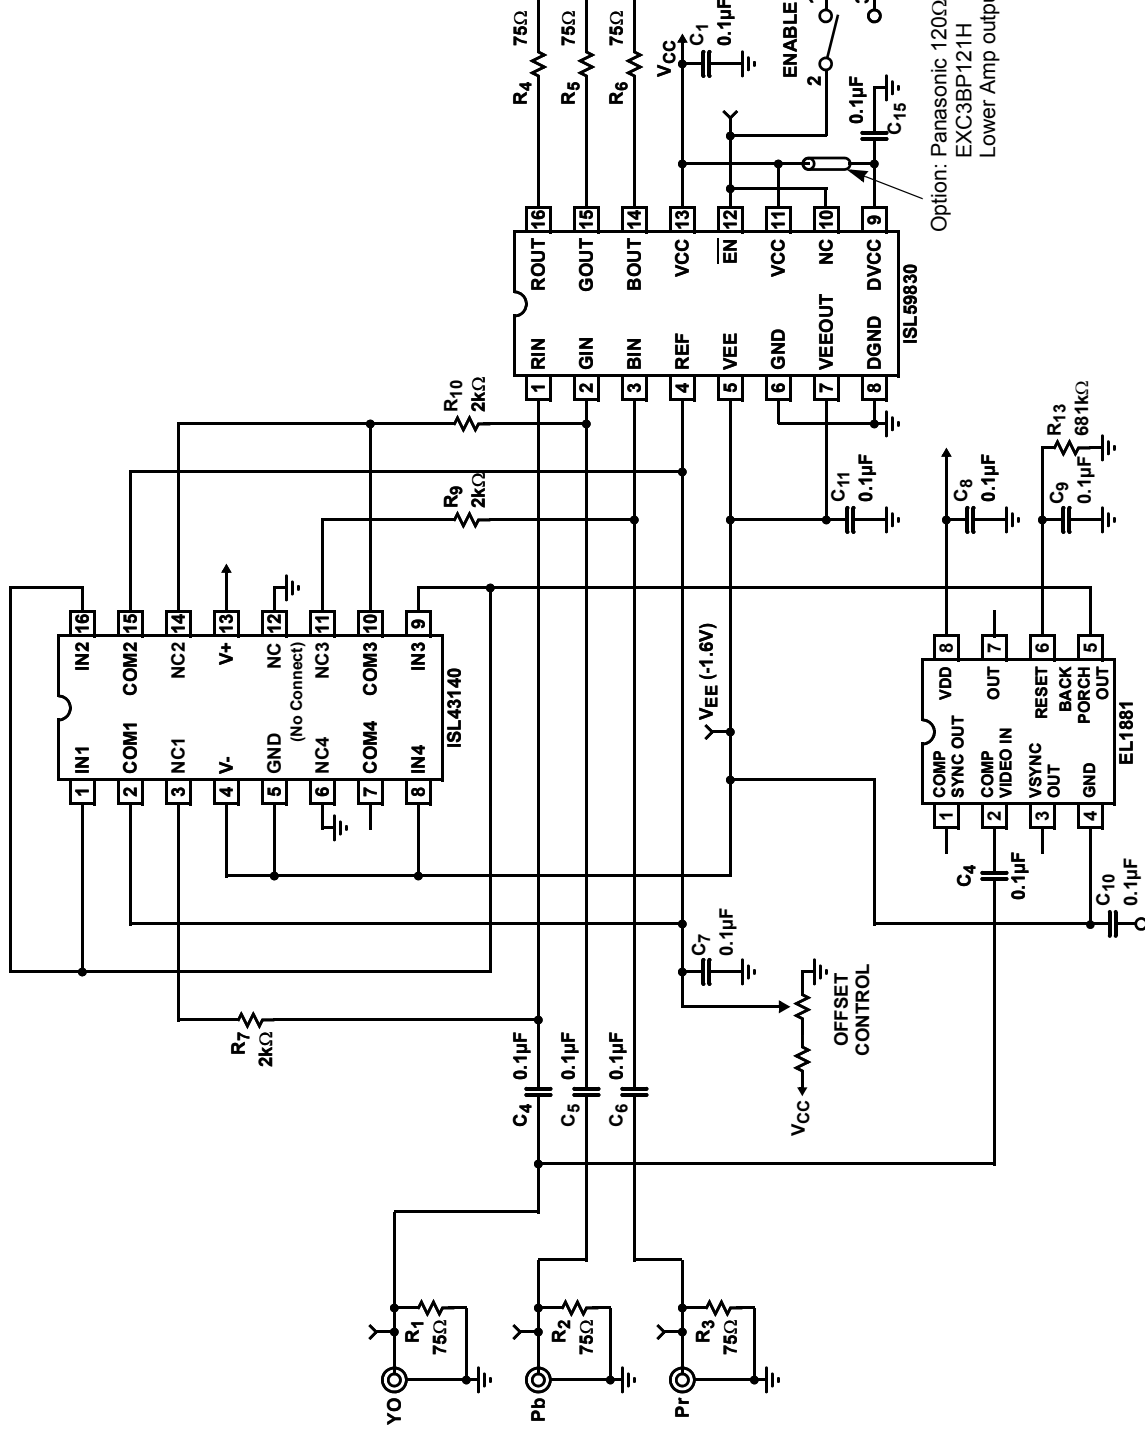 R4 75Ω
R5 75Ω
R6 75Ω
VCC
C1
0.1µF
ENABLE
2
0.1µF
C15
Option: Panasonic 120Ω
EXC3BP121H
Lower Amp outpu
16 15 14 13 12 11 10 9
ROUT GOUT BOUT VCC EN VCC NC DVCC
RIN GIN BIN REF VEE GND VEEOUT DGND
1 2 3 4 5 6 7 8
ISL59830
R10
2kΩ
R9
2kΩ
C11
0.1µF
C8
0.1µF
R13
681kΩ
C9
0.1µF
16 15 14 13 12 11 10 9
IN2 COM2 NC2 V+ NC NC3 COM3 IN3
(No Connect)
IN1 COM1 NC1 V- GND NC4 COM4 IN4
1 2 3 4 5 6 7 8
ISL43140
VEE (-1.6V)
8 7 6 5
VDD
OUT
RESET
BACK
PORCH
OUT
COMP
SYNC OUT
COMP
VIDEO IN
VSYNC
OUT
GND
1 2 3 4
EL1881
C4
0.1µF
C10
0.1µF
C7
0.1µF
OFFSET
CONTROL
VCC
R7
2kΩ
C4 0.1µF
C5 0.1µF
C6 0.1µF
R1
75Ω
R2
75Ω
R3
75Ω
YO
Pb
Pr